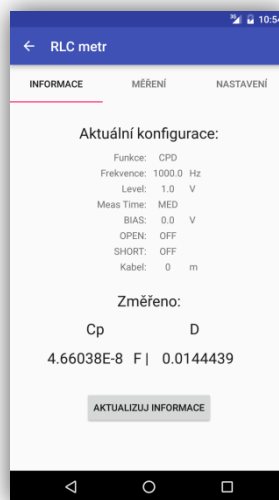 3G 10:54
← RLC metr
INFORMACE MĚŘENÍ NASTAVENÍ
Aktuální konfigurace:
Funkce: CPD
Frekvence: 1000.0 Hz
Level: 1.0 V
Meas Time: MED
BIAS: 0.0 V
OPEN: OFF
SHORT: OFF
Kabel: 0 m
Změřeno:
Cp D
4.66038E-8 F | 0.0144439
AKTUALIZUJ INFORMACE